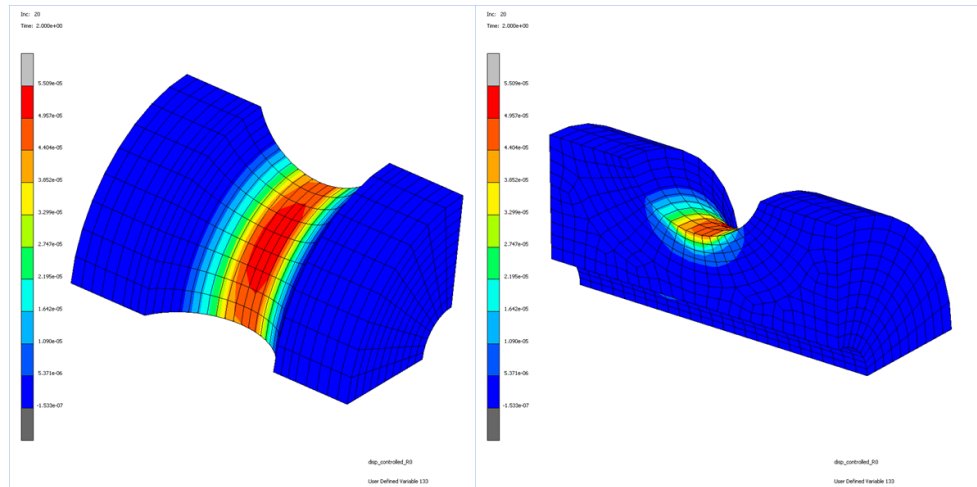 Inc: 20
Time: 2.000e+00
5.509e-05
4.957e-05
4.404e-05
3.852e-05
3.299e-05
2.747e-05
2.195e-05
1.642e-05
1.090e-05
5.371e-06
-1.533e-07
disp_controlled_R0
User Defined Variable 133
Inc: 20
Time: 2.000e+00
5.509e-05
4.957e-05
4.404e-05
3.852e-05
3.299e-05
2.747e-05
2.195e-05
1.642e-05
1.090e-05
5.371e-06
-1.533e-07
disp_controlled_R0
User Defined Variable 133